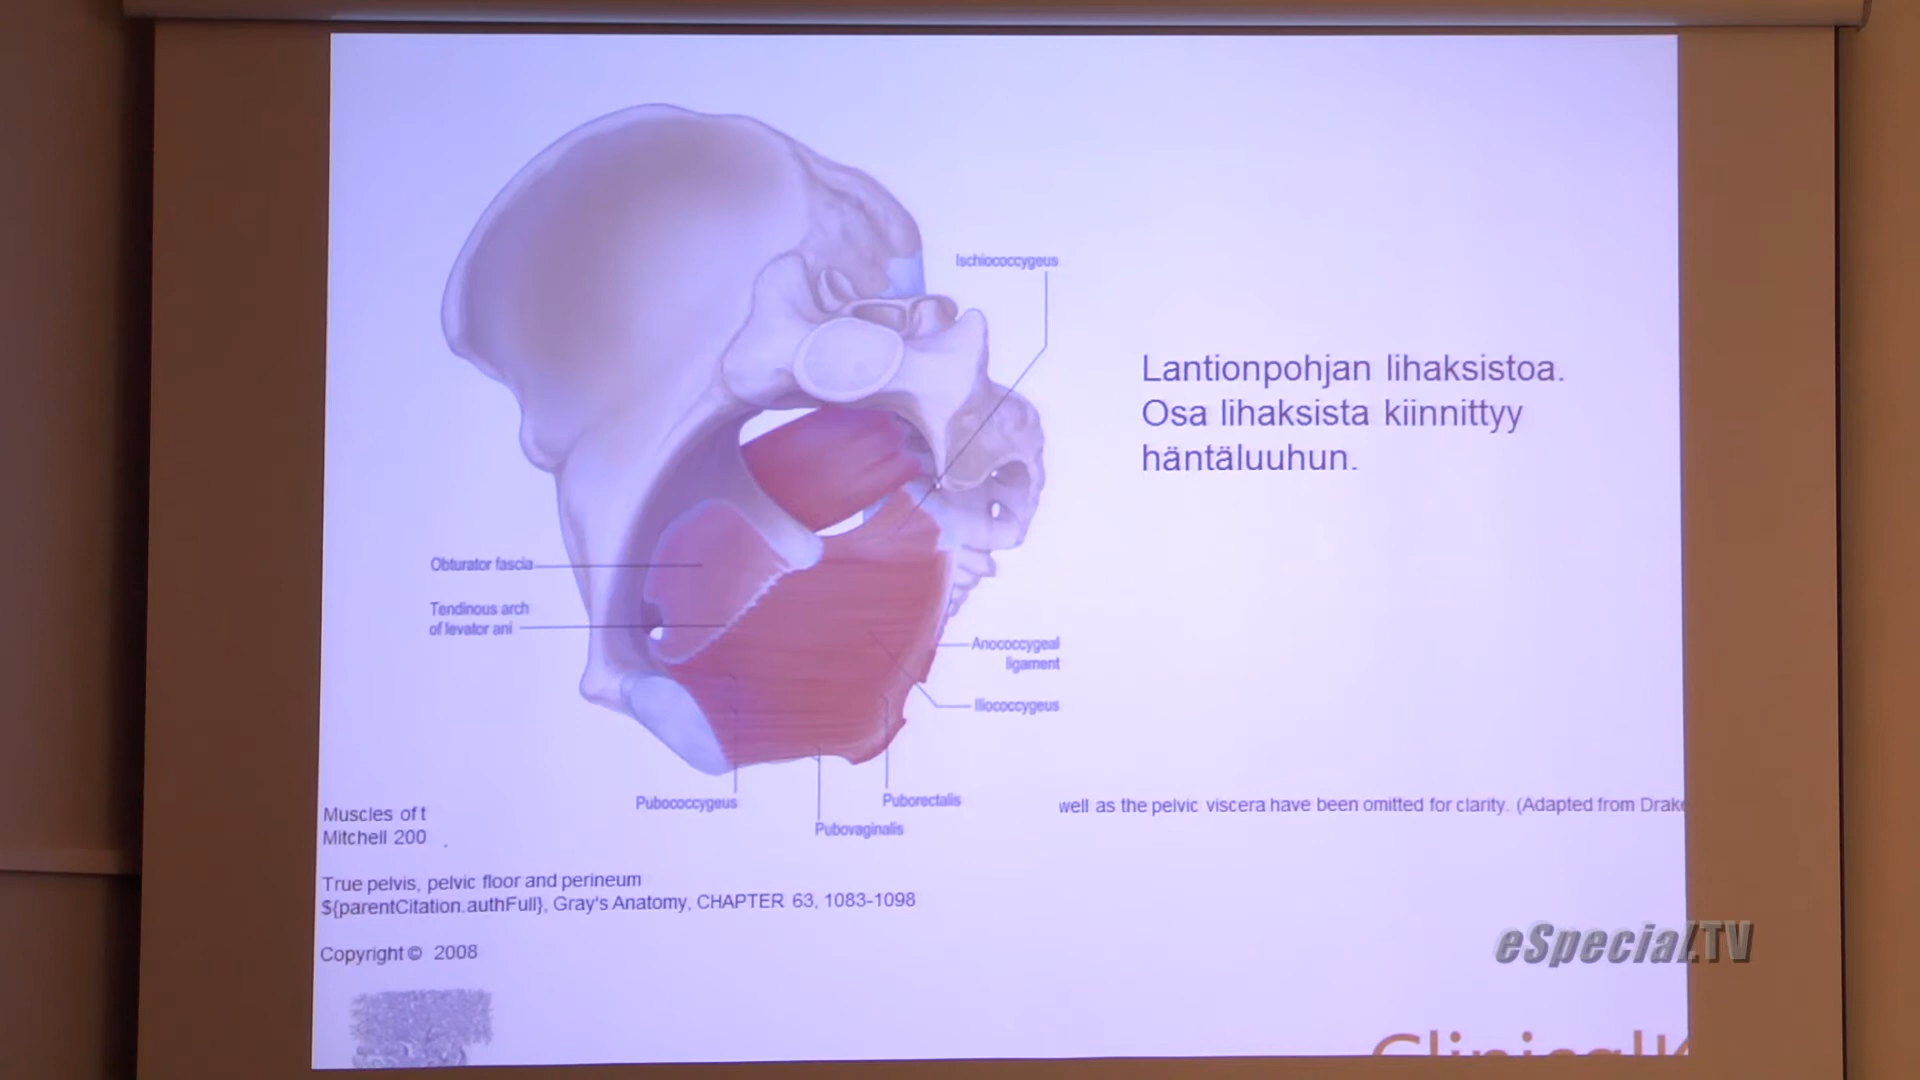 Ischiococcygeus
Lantionpohjan lihaksistoa.
Osa lihaksista kiinnittyy
häntäluuhun.
Obturator fascia
Tendinous arch
of levator ani
Anococcygeal
ligament
Iliococcygeus
Pubococcygeus
Puborectalis
Pubovaginalis
Muscles of t
well as the pelvic viscera have been omitted for clarity. (Adapted from Drake
Mitchell 200
True pelvis, pelvic floor and perineum
${parentCitation.authFull}, Gray's Anatomy, CHAPTER 63, 1083-1098
Copyright © 2008
eSpecial.TV